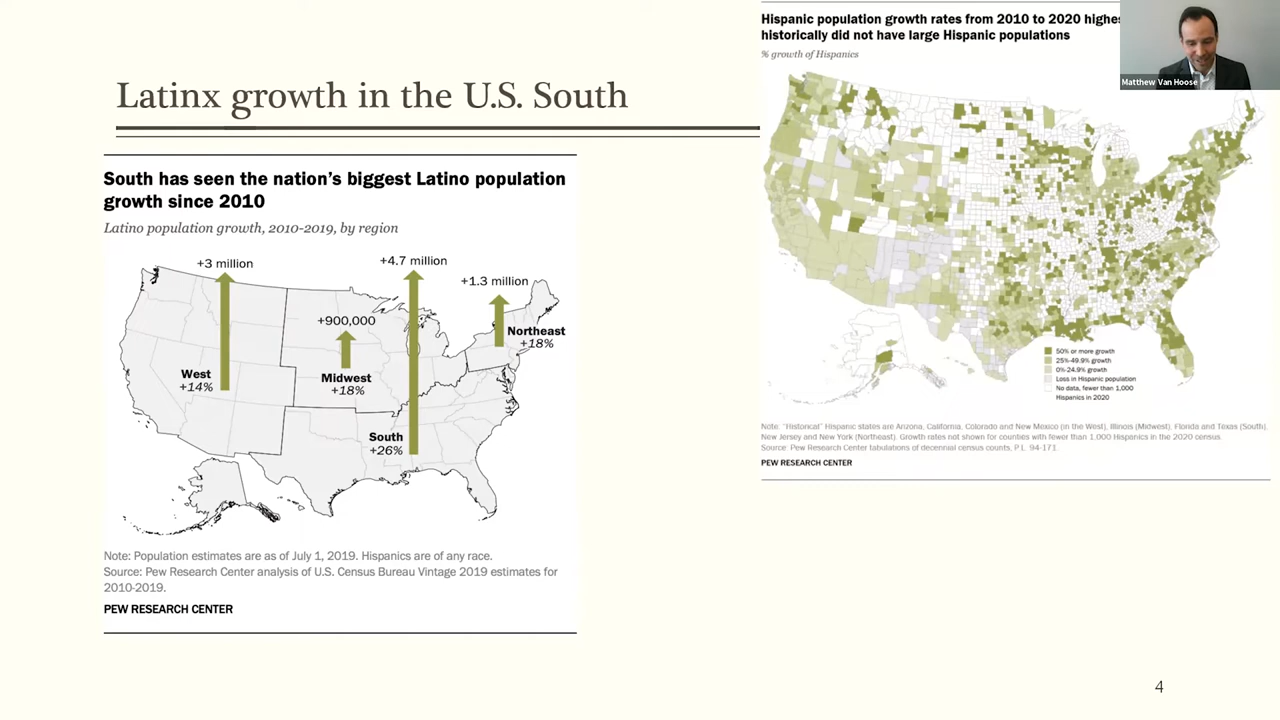 Latinx growth in the U.S. South
South has seen the nation's biggest Latino population
growth since 2010
Latino population growth, 2010-2019, by region
+3 million
+4.7 million
+1.3 million
+900,000
Northeast
+18%
West
+14%
Midwest
+18%
South
+26%
Note: Population estimates are as of July 1, 2019. Hispanics are of any race.
Source: Pew Research Center analysis of U.S. Census Bureau Vintage 2019 estimates for
2010-2019.
PEW RESEARCH CENTER
Hispanic population growth rates from 2010 to 2020
historically did not have large Hispanic populations
% growth of Hispanics
Matthew Van Hoose
50% or more growth
25%-49.9% growth
0%-24.9% growth
Loss in Hispanic population
No data, fewer than 1,000
Hispanics in 2020
Note: "Historical" Hispanic states are Arizona, California, Colorado and New Mexico (in the West), Illinois (Midwest), Florida and Texas (South),
New Jersey and New York (Northeast). Growth rates not shown for counties with fewer than 1,000 Hispanics in the 2020 census
Source: Pew Research Center tabulations of decennial census counts, P.L. 94-171.
PEW RESEARCH CENTER
4